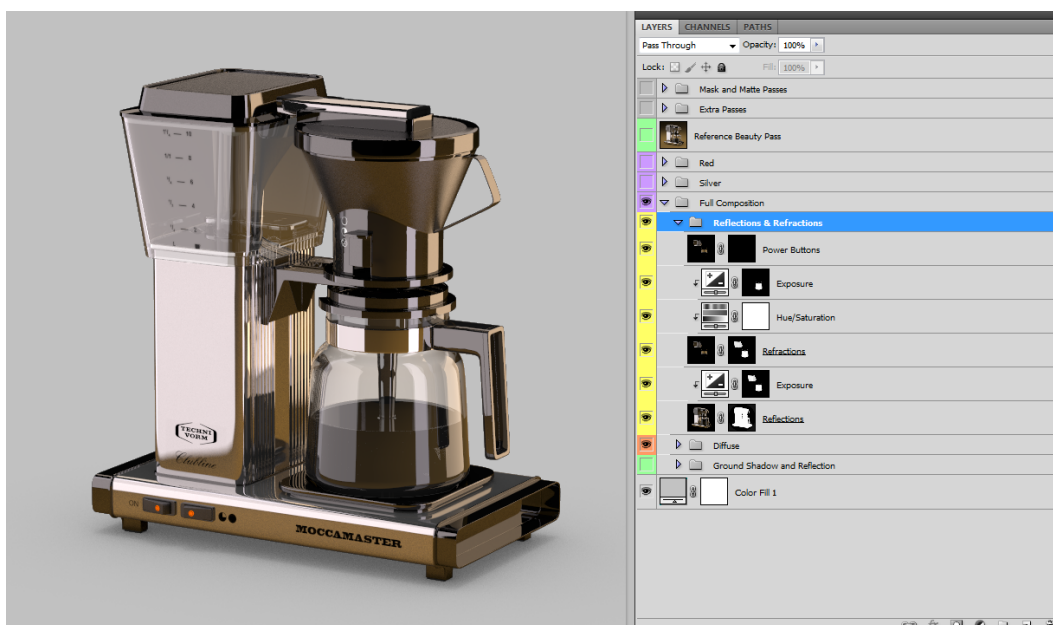 LAYERS CHANNELS PATHS
Pass Through Opacity: 100%
Lock: Fill: 100%
Mask and Matte Passes
Extra Passes
Reference Beauty Pass
Red
Silver
Full Composition
Reflections & Refractions
Power Buttons
Exposure
Hue/Saturation
Refractions
Exposure
Reflections
Diffuse
Ground Shadow and Reflection
Color Fill 1
TECHNI
VORM
Clubline
ON
MOCCAMASTER
fx